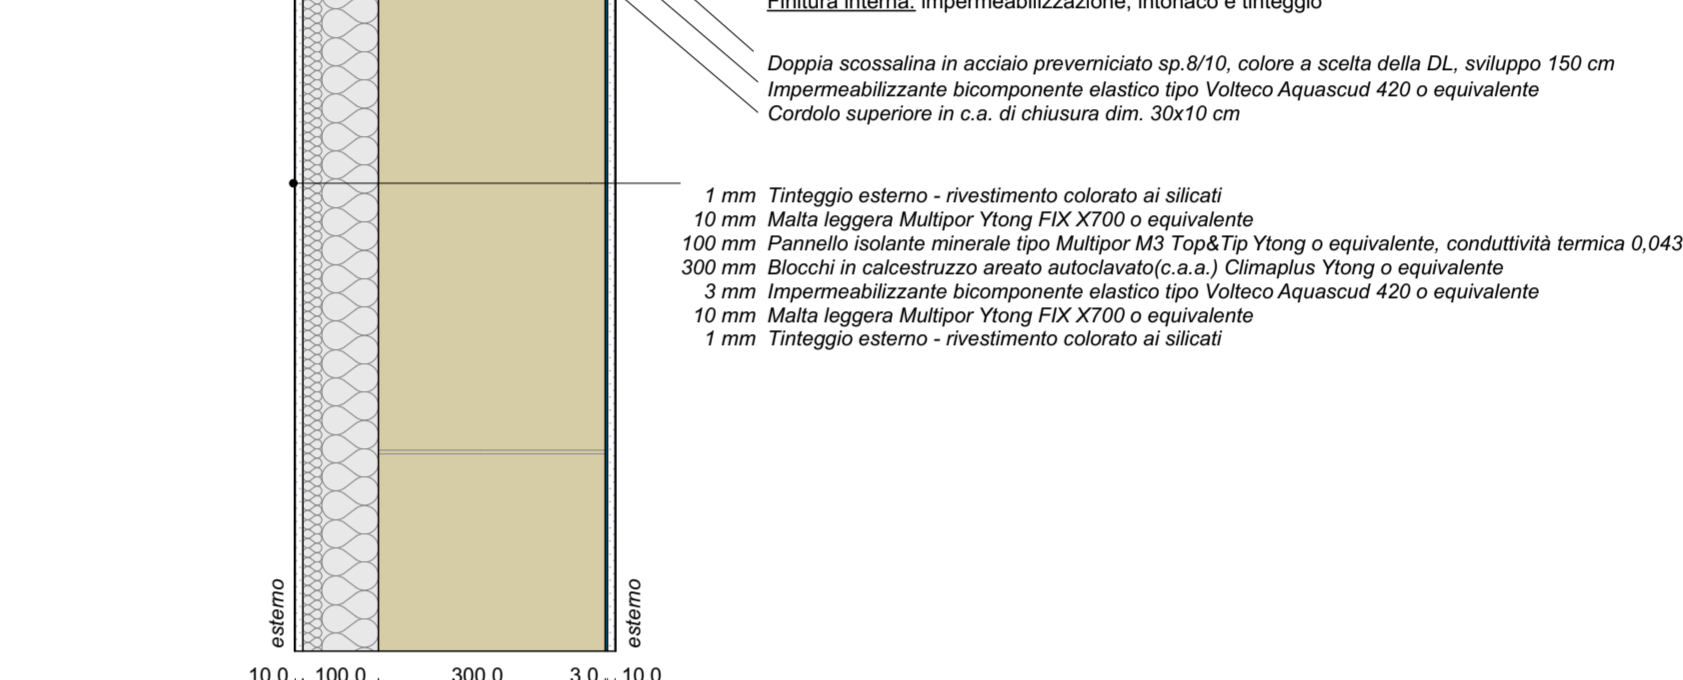 Finitura interna: impermeabilizzazione, intonaco e tinteggio
Doppia scossalina in acciaio preverniciato sp.8/10, colore a scelta della DL, sviluppo 150 cm
Impermeabilizzante bicomponente elastico tipo Volteco Aquascud 420 o equivalente
Cordolo superiore in c.a. di chiusura dim. 30x10 cm
1 mm Tinteggio esterno - rivestimento colorato ai silicati
10 mm Malta leggera Multipor Ytong FIX X700 o equivalente
100 mm Pannello isolante minerale tipo Multipor M3 Top&Tip Ytong o equivalente, conduttività termica 0,043
300 mm Blocchi in calcestruzzo areato autoclavato(c.a.a.) Climaplus Ytong o equivalente
3 mm Impermeabilizzante bicomponente elastico tipo Volteco Aquascud 420 o equivalente
10 mm Malta leggera Multipor Ytong FIX X700 o equivalente
1 mm Tinteggio esterno - rivestimento colorato ai silicati
esterno
esterno
10,0 100,0 300,0 3,0 10,0